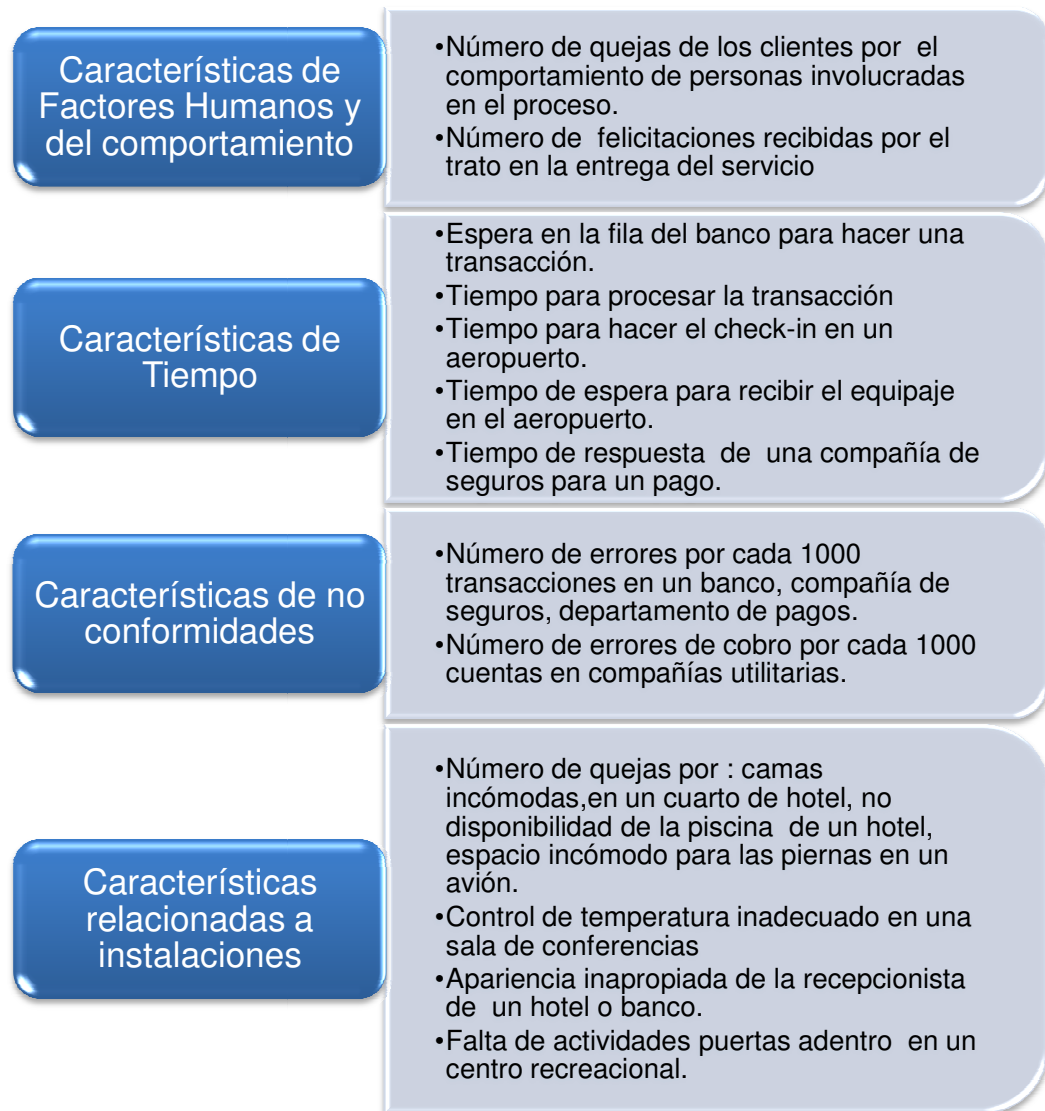 Características de
Factores Humanos y
del comportamiento
•Número de quejas de los clientes por el
comportamiento de personas involucradas
en el proceso.
•Número de felicitaciones recibidas por el
trato en la entrega del servicio
Características de
Tiempo
•Espera en la fila del banco para hacer una
transacción.
•Tiempo para procesar la transacción
•Tiempo para hacer el check-in en un
aeropuerto.
•Tiempo de espera para recibir el equipaje
en el aeropuerto.
•Tiempo de respuesta de una compañía de
seguros para un pago.
Características de no
conformidades
•Número de errores por cada 1000
transacciones en un banco, compañía de
seguros, departamento de pagos.
•Número de errores de cobro por cada 1000
cuentas en compañías utilitarias.
Características
relacionadas a
instalaciones
•Número de quejas por : camas
incómodas,en un cuarto de hotel, no
disponibilidad de la piscina de un hotel,
espacio incómodo para las piernas en un
avión.
•Control de temperatura inadecuado en una
sala de conferencias
•Apariencia inapropiada de la recepcionista
de un hotel o banco.
•Falta de actividades puertas adentro en un
centro recreacional.